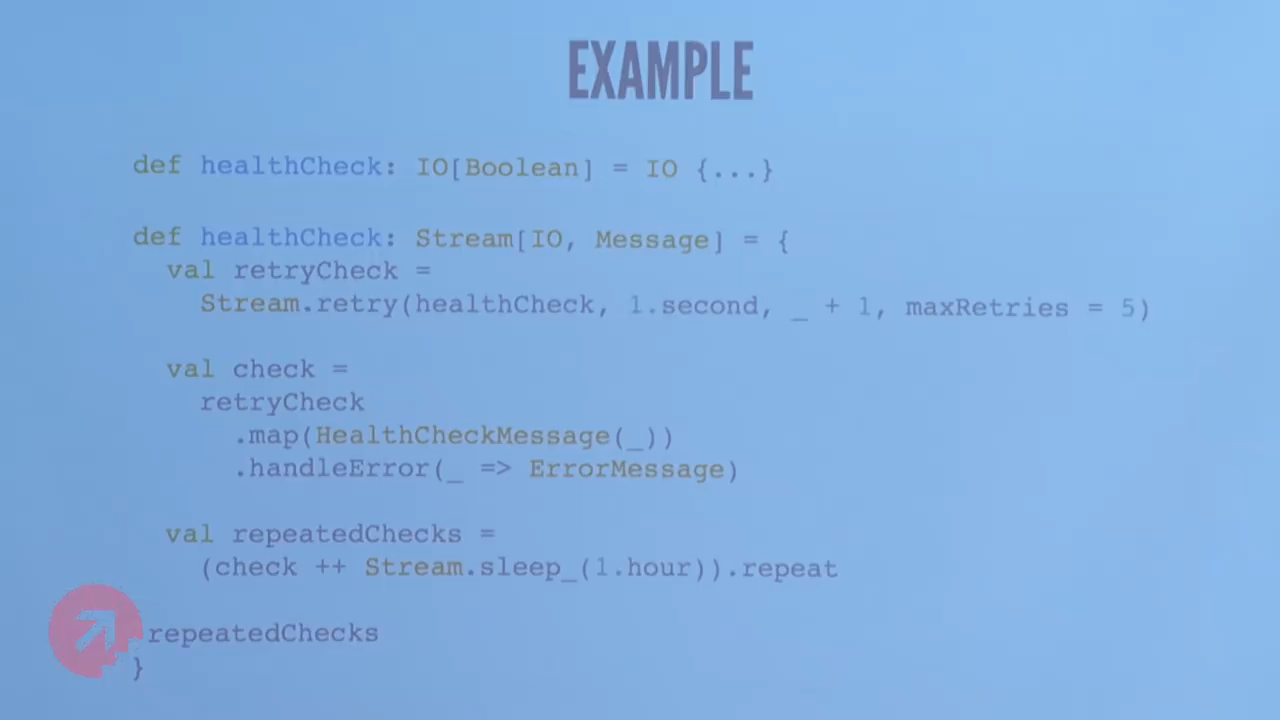 EXAMPLE
def healthCheck: IO[Boolean] = IO {...}
def healthCheck: Stream[IO, Message] = {
val retryCheck =
Stream.retry(healthCheck, 1.second, _ + 1, maxRetries = 5)
val check =
retryCheck
.map(HealthCheckMessage(_))
.handleError(_ => ErrorMessage)
val repeatedChecks =
(check ++ Stream.sleep_(1.hour)).repeat
repeatedChecks
}